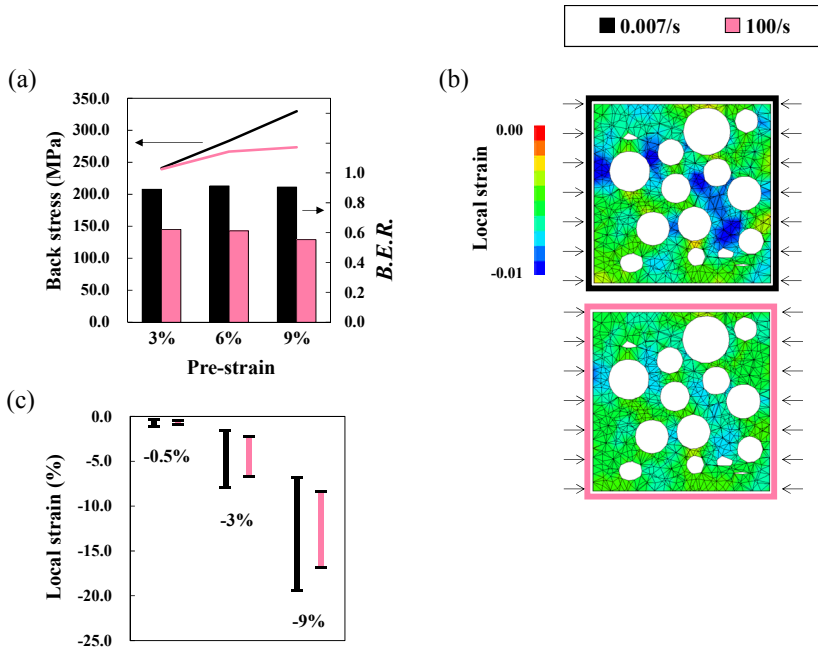 0.007/s 100/s
(a)
350.0
300.0
250.0
200.0
150.0
100.0
50.0
0.0
Back stress (MPa)
1.0
0.8
0.6
0.4
0.2
0.0
B.E.R.
3% 6% 9%
Pre-strain
(b)
0.00
-0.01
Local strain
(c)
0.0
-5.0
-10.0
-15.0
-20.0
-25.0
Local strain (%)
-0.5%
-3%
-9%